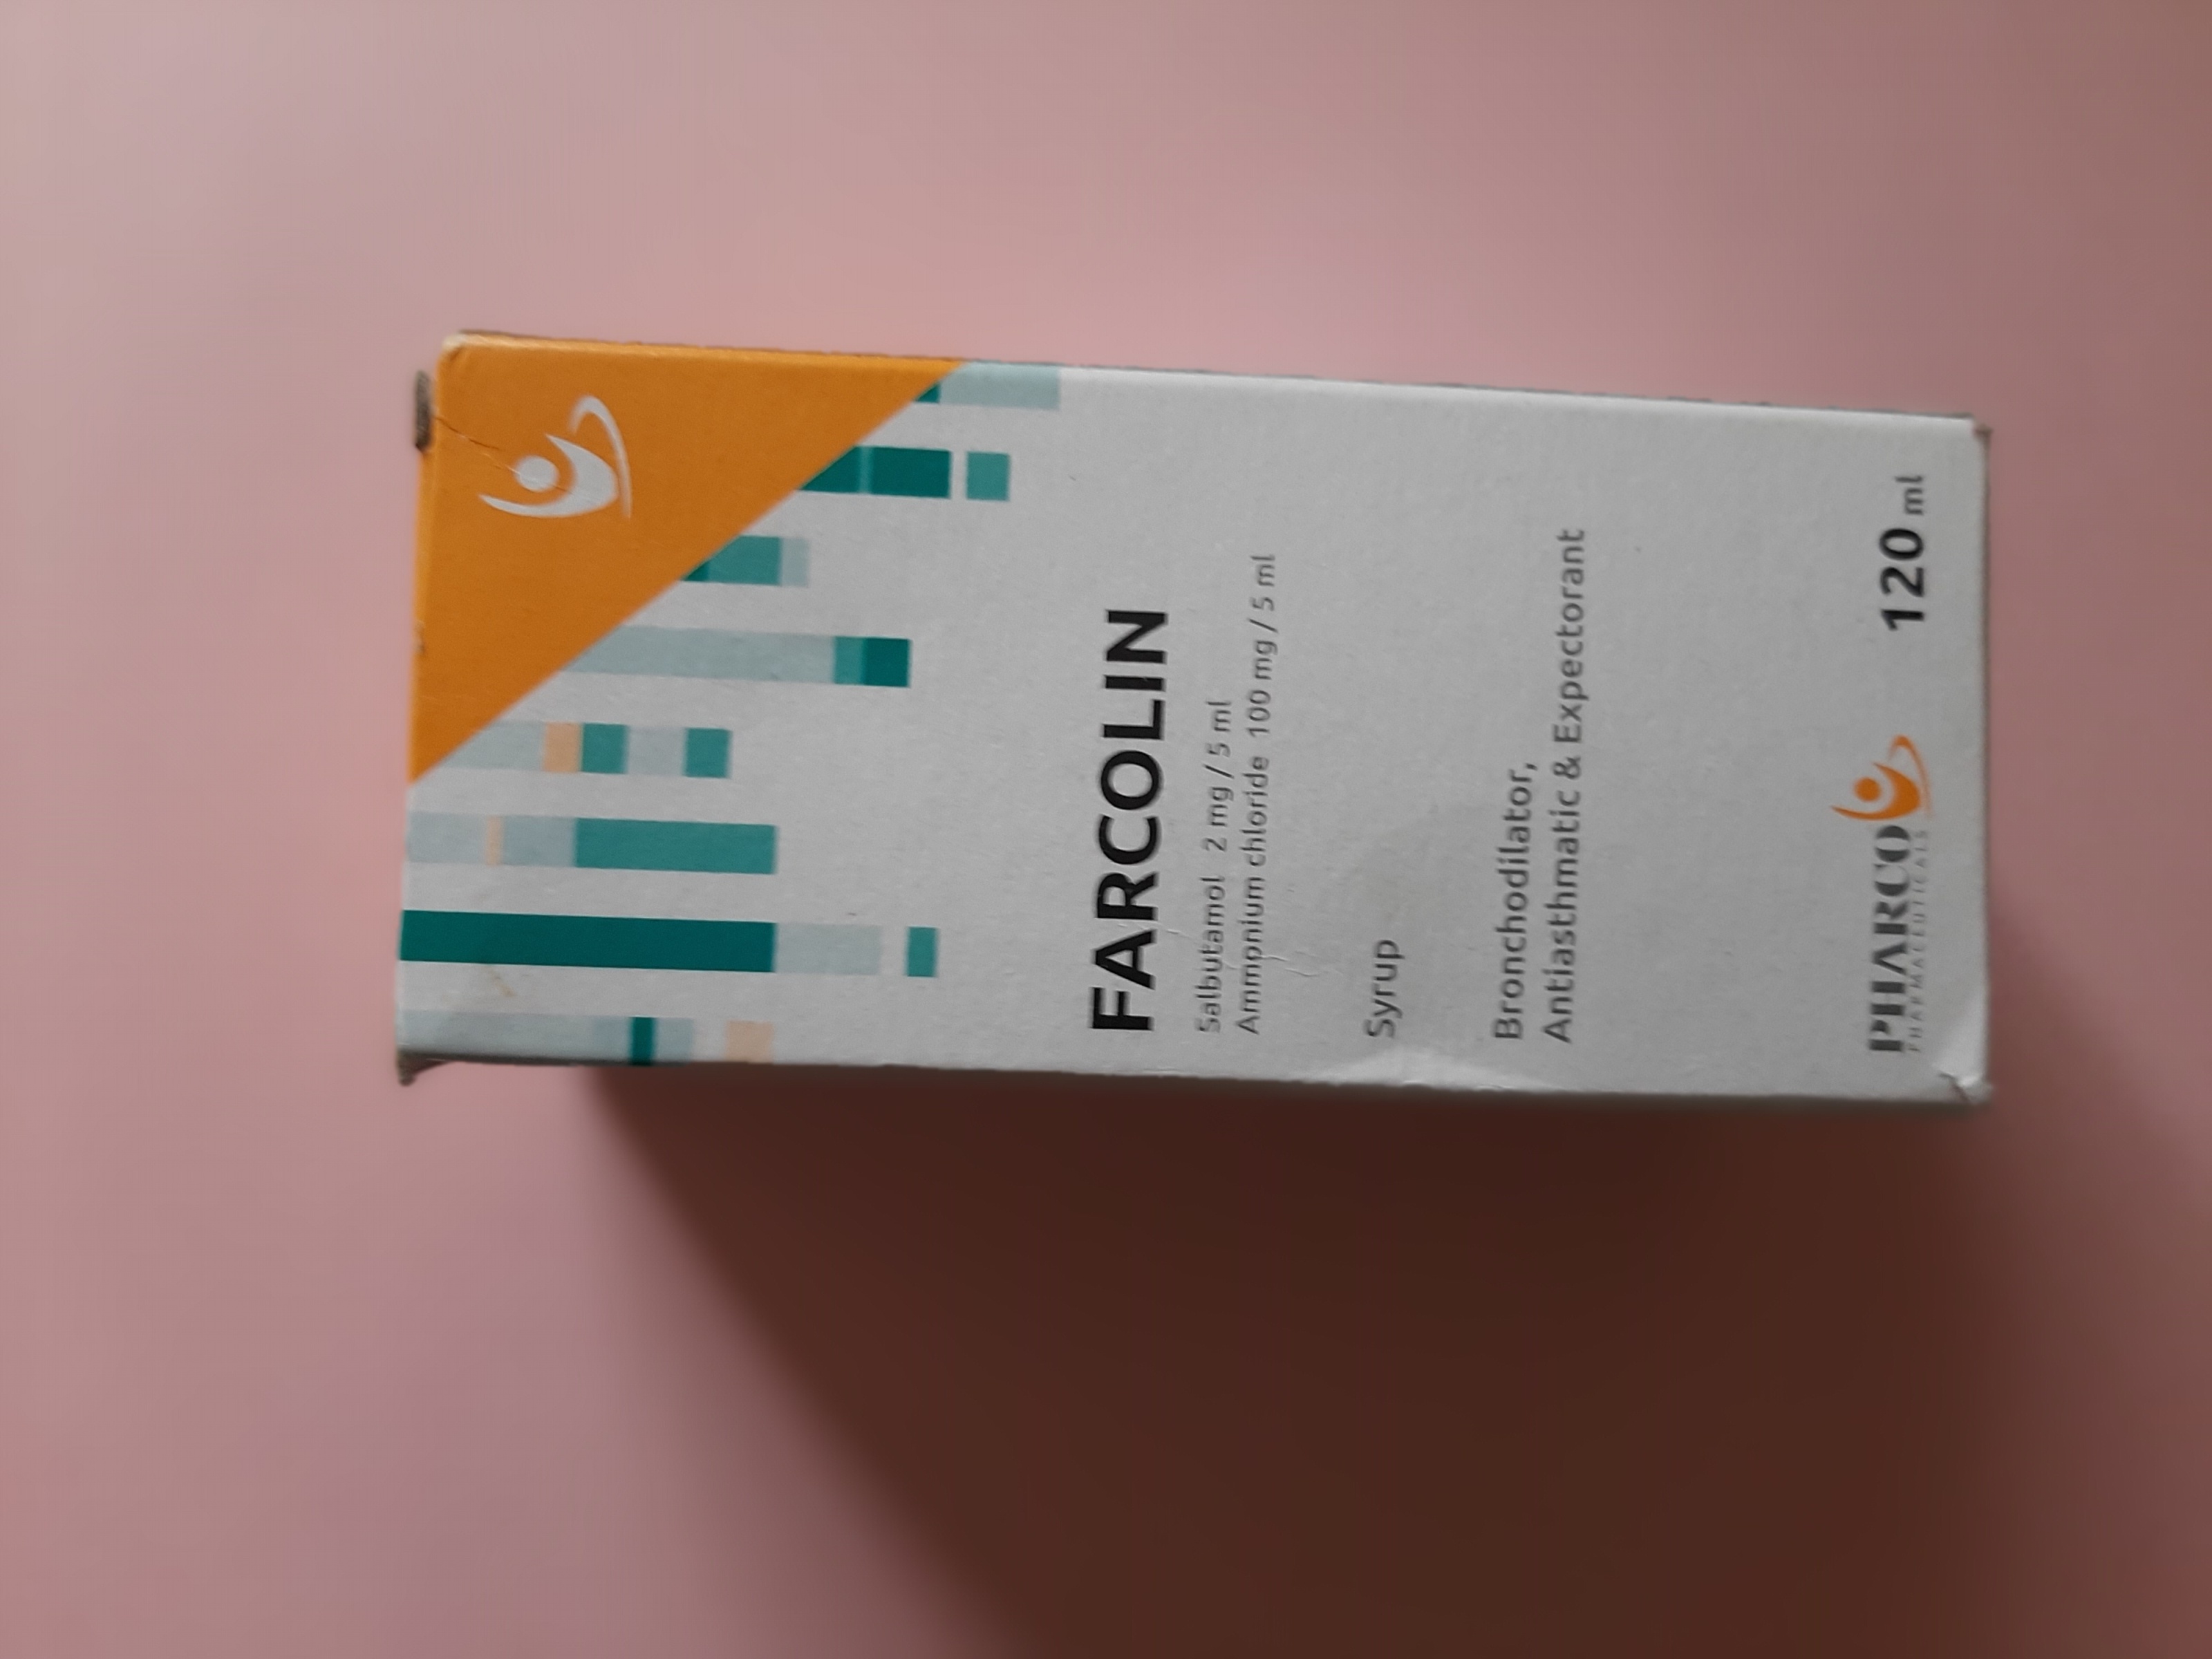 FARCOLIN
Salbutamol 2 mg / 5 ml
Ammonium chloride 100 mg / 5 ml
Syrup
Bronchodilator,
Antiasthmatic & Expectorant
PHARCO
PHARMACEUTICALS
120 ml